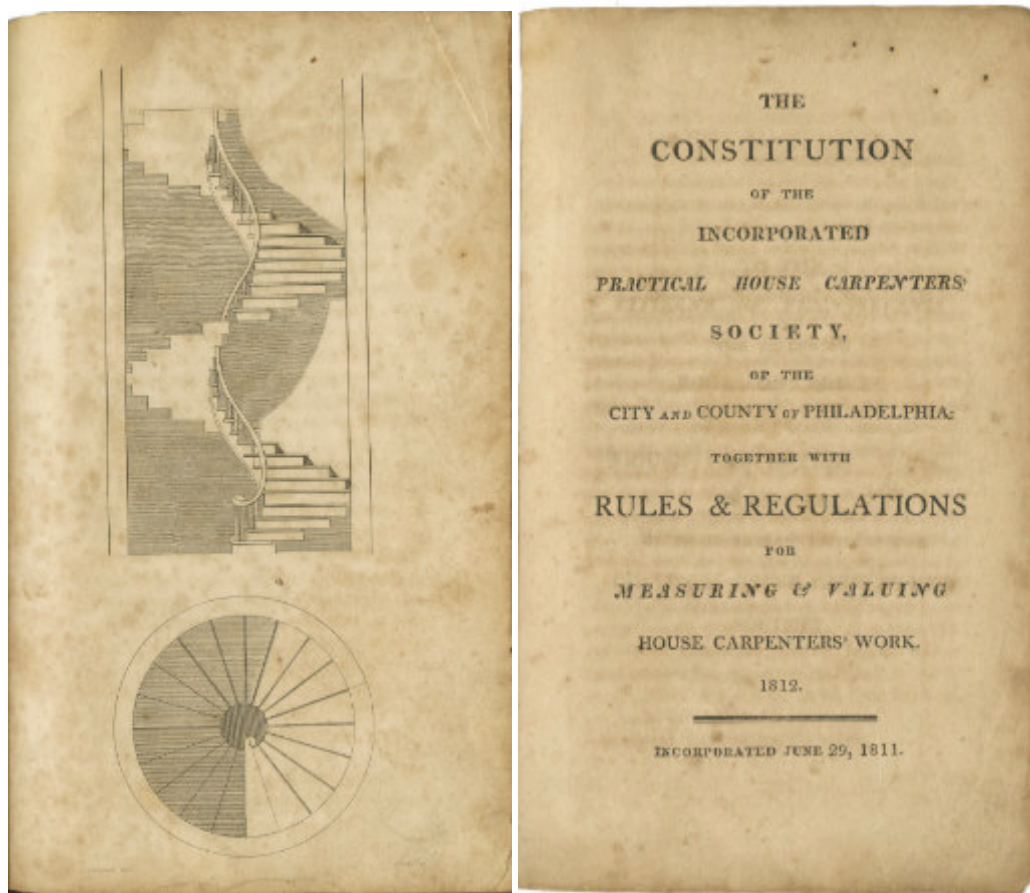 THE
CONSTITUTION
OF THE
INCORPORATED
PRACTICAL HOUSE CARPENTERS'
SOCIETY,
OF THE
CITY AND COUNTY OF PHILADELPHIA:
TOGETHER WITH
RULES & REGULATIONS
FOR
MEASURING & VALUING
HOUSE CARPENTERS' WORK.
1812.
INCORPORATED JUNE 29, 1811.